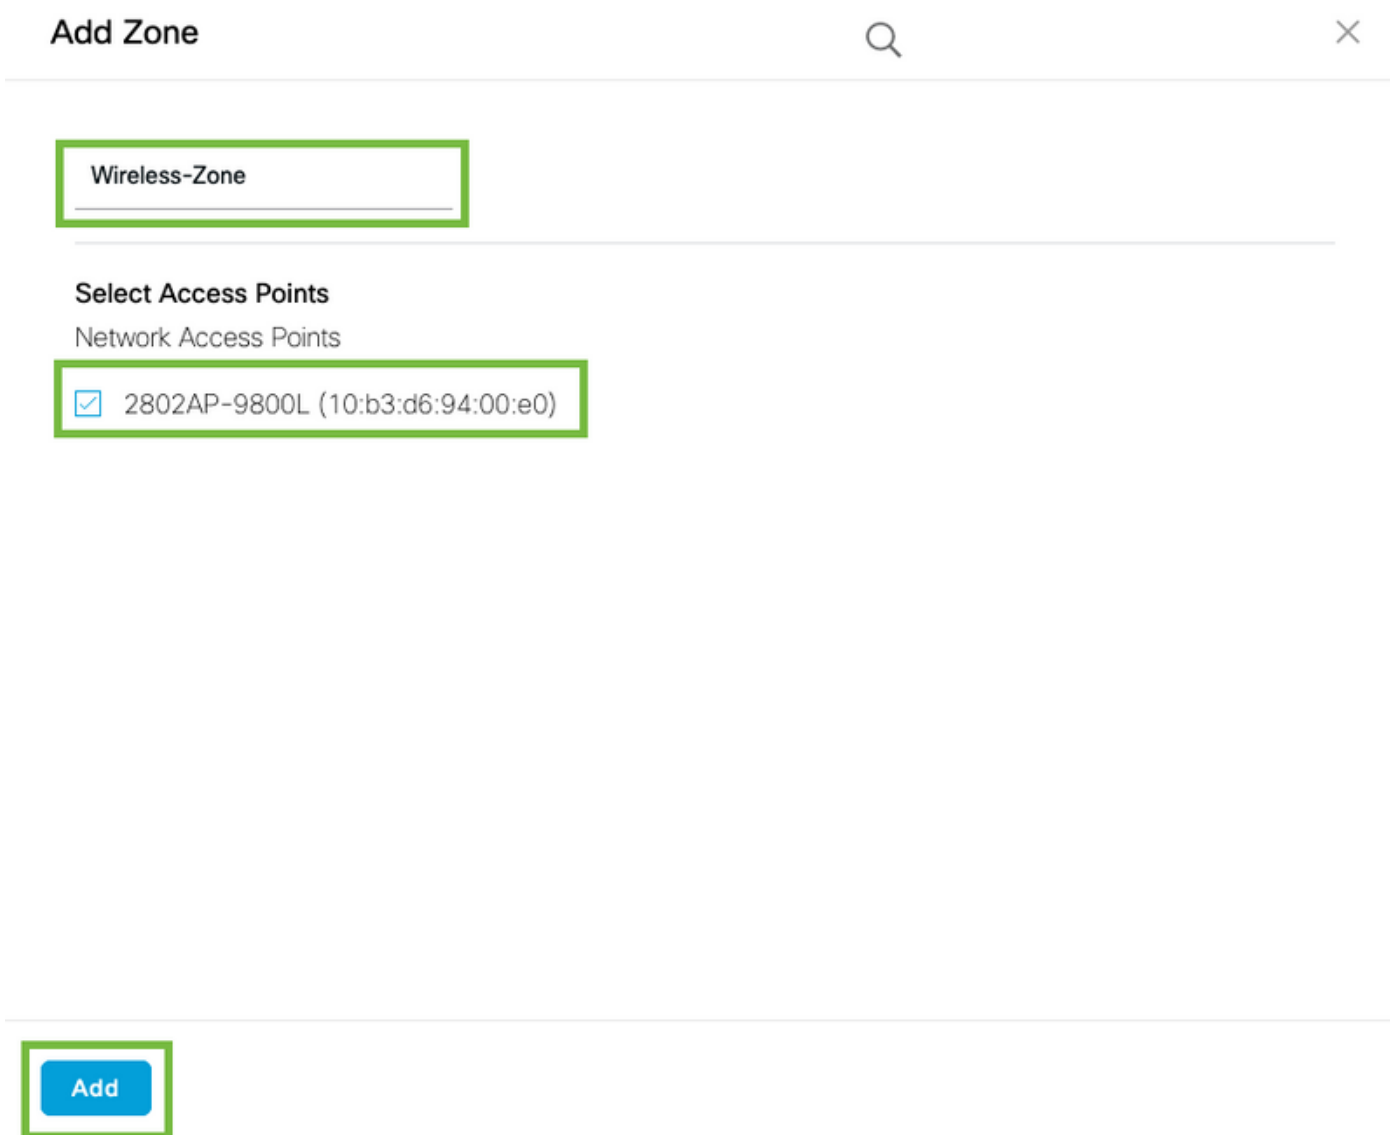 Add Zone
Wireless-Zone
Select Access Points
Network Access Points
2802AP-9800L (10:b3:d6:94:00:e0)
Add